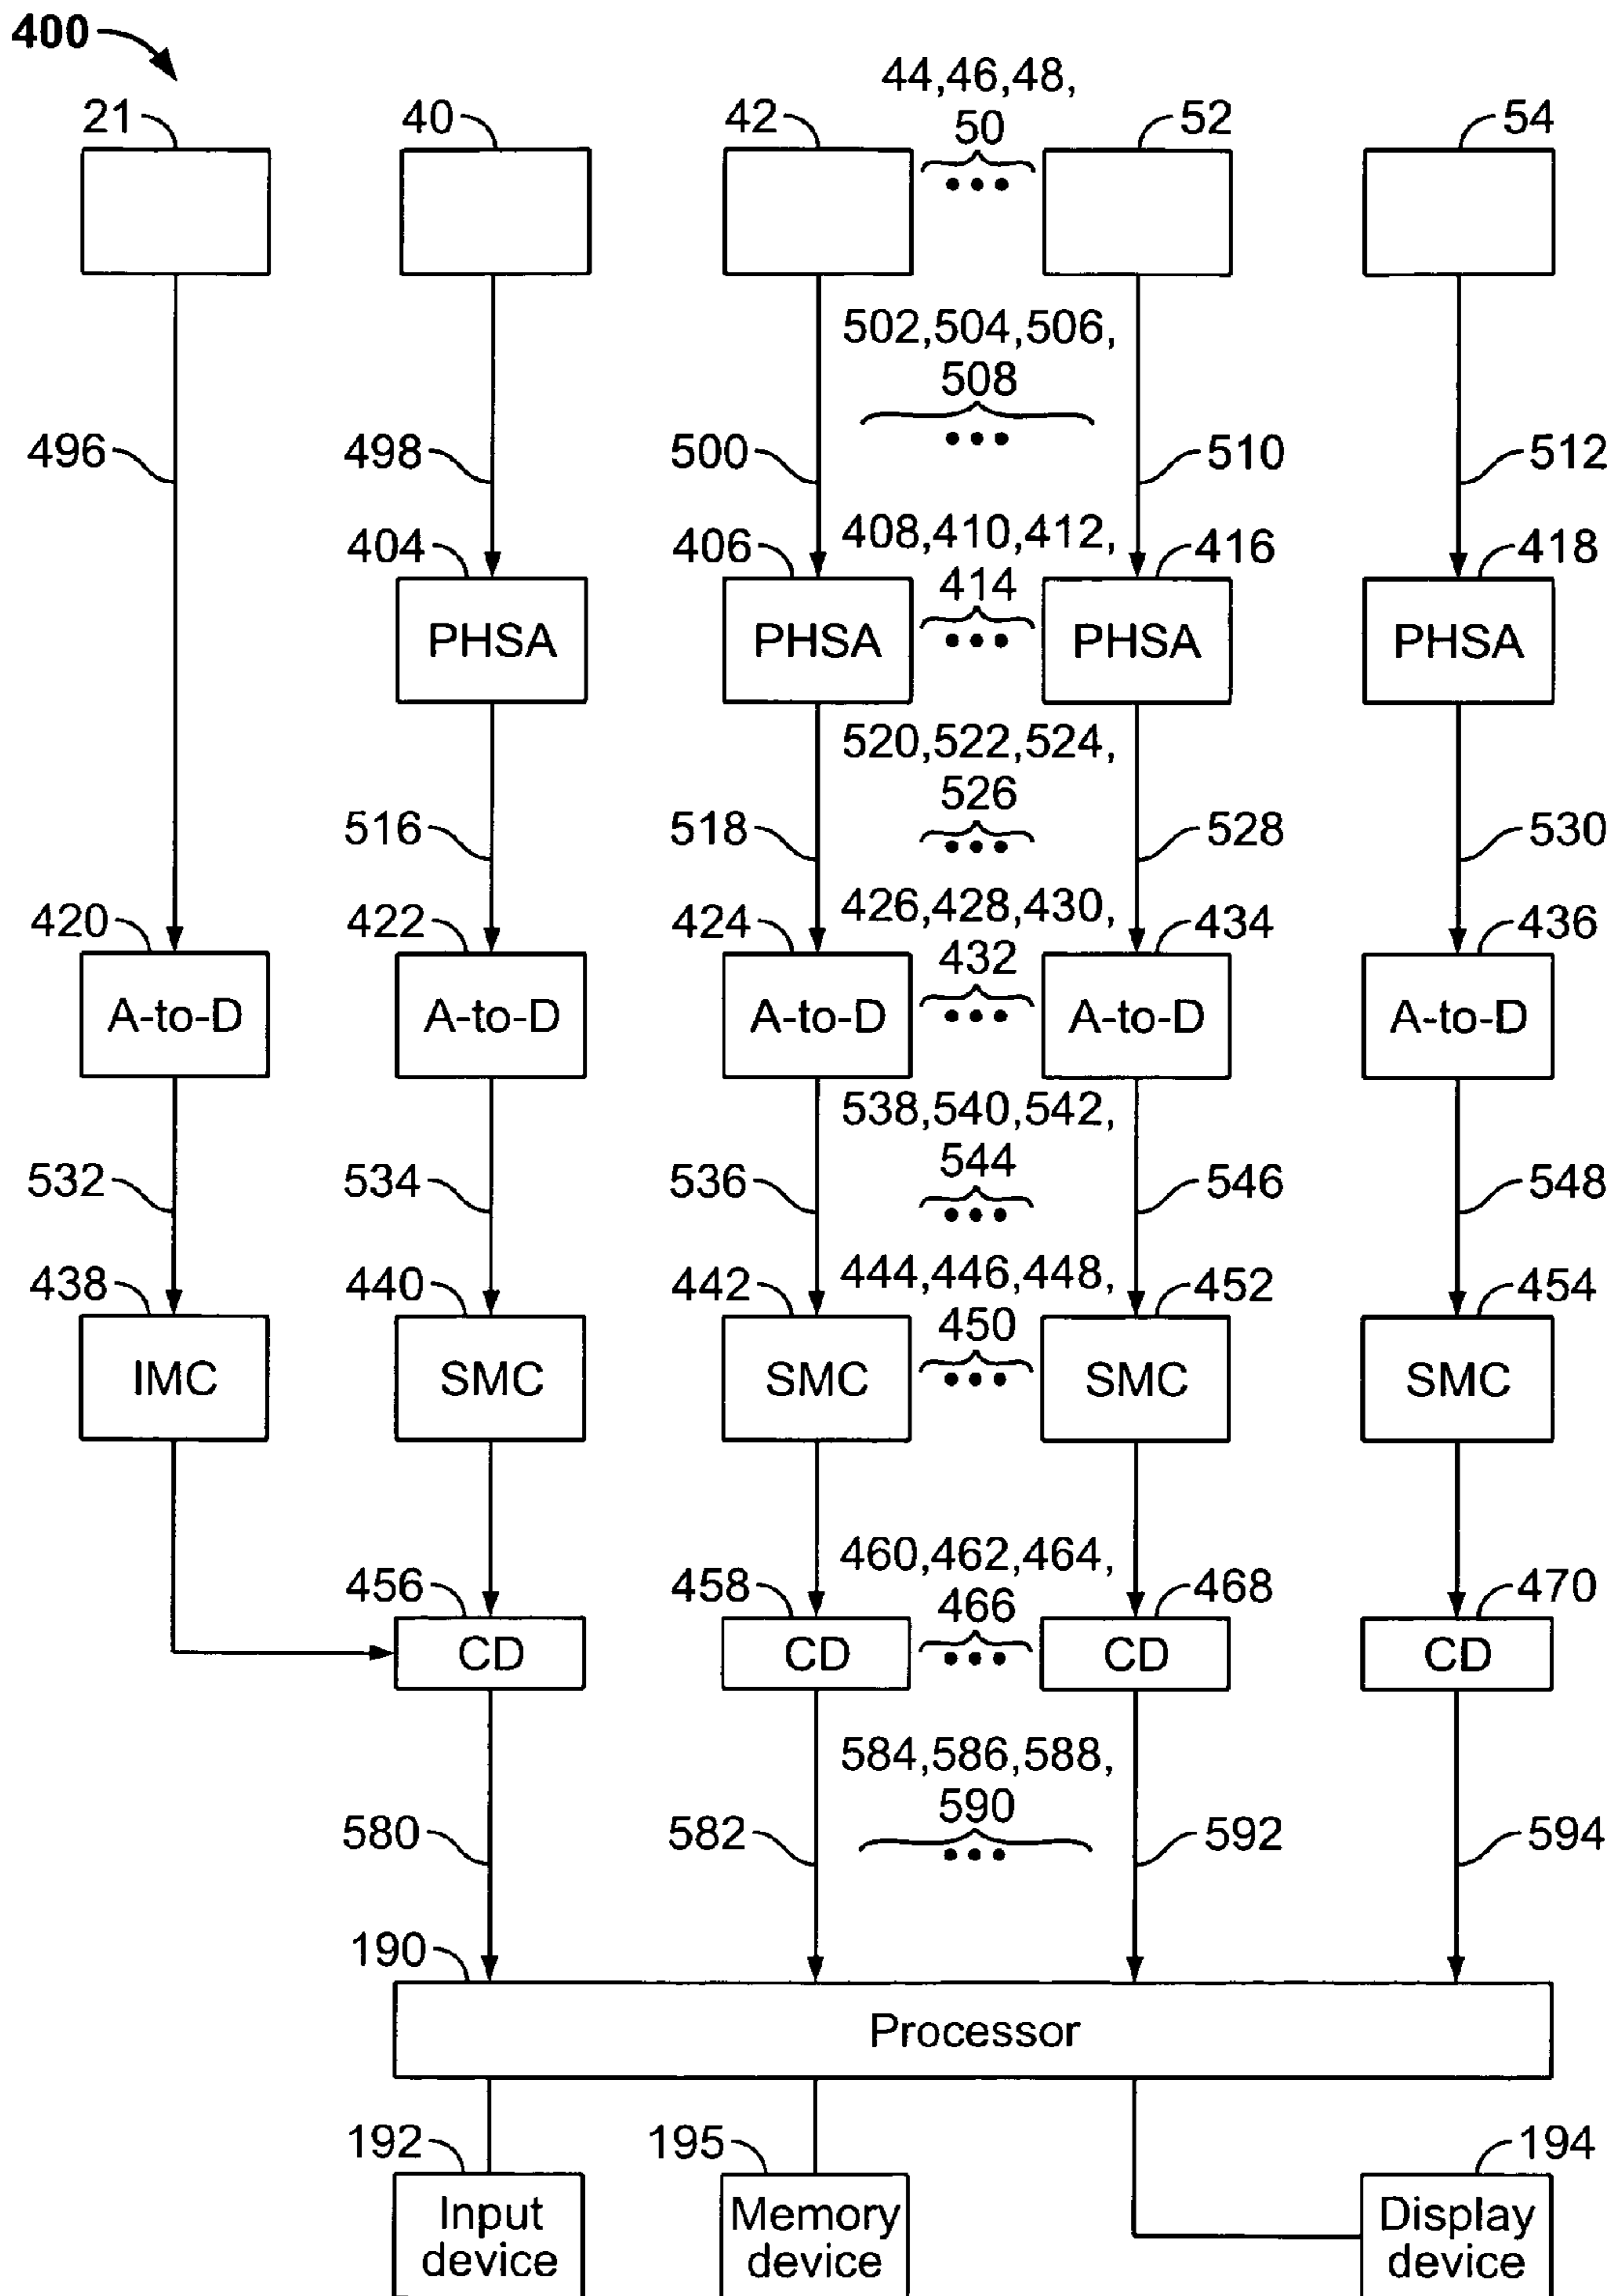 400
44,46,48,
21 40 42 50 52 54
502,504,506,
508
496 498 500 510 512
408,410,412,
404 406 416 418
414
PHSA PHSA PHSA PHSA
520,522,524,
526
516 518 528 530
426,428,430,
420 422 424 434 436
432
A-to-D A-to-D A-to-D A-to-D A-to-D
538,540,542,
544
532 534 536 546 548
444,446,448,
438 440 442 452 454
450
IMC SMC SMC SMC SMC
460,462,464,
456 458 468 470
466
CD CD CD CD
584,586,588,
590
580 582 592 594
190
Processor
192 195 194
Input Memory Display
device device device